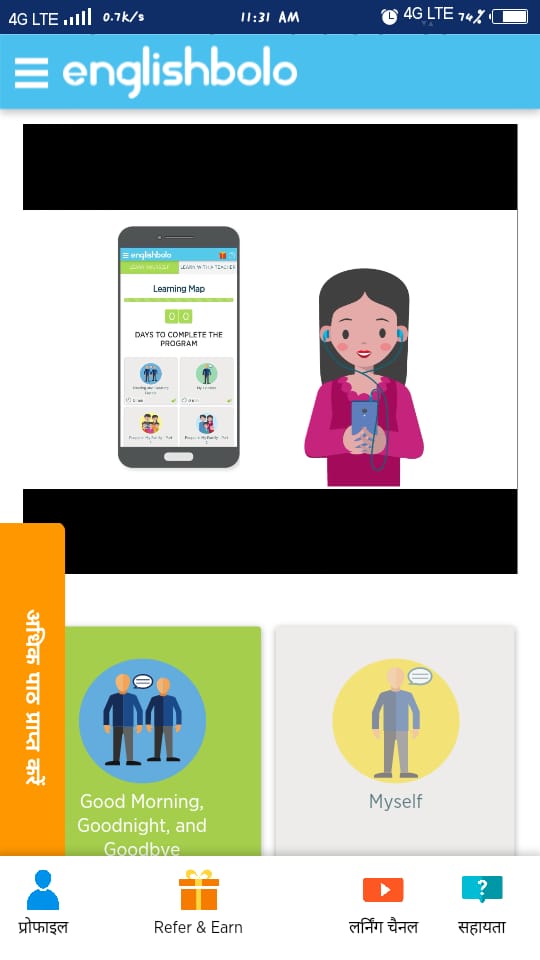 4G LTE 0.7k/s 11:31 AM 4G LTE 74%
englishbolo
englishbolo
LEARN WITH A TEACHER
Learning Map
0 0
DAYS TO COMPLETE THE
PROGRAM
अधिक पाठ प्राप्त करें
Good Morning,
Goodnight, and
Goodbye
Myself
?
प्रोफाइल
Refer & Earn
लर्निंग चैनल
सहायता